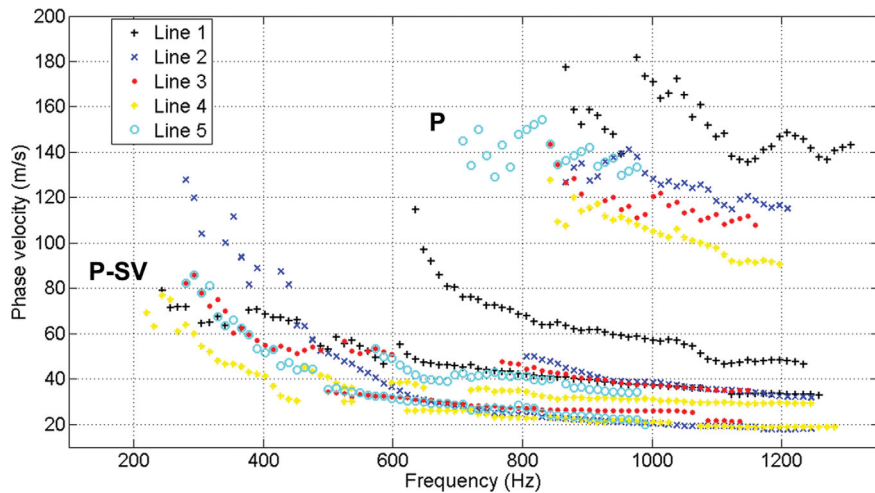 200
180
160
140
120
100
80
60
40
20
Phase velocity (m/s)
Line 1
Line 2
Line 3
Line 4
Line 5
P
P-SV
200 400 600 800 1000 1200
Frequency (Hz)